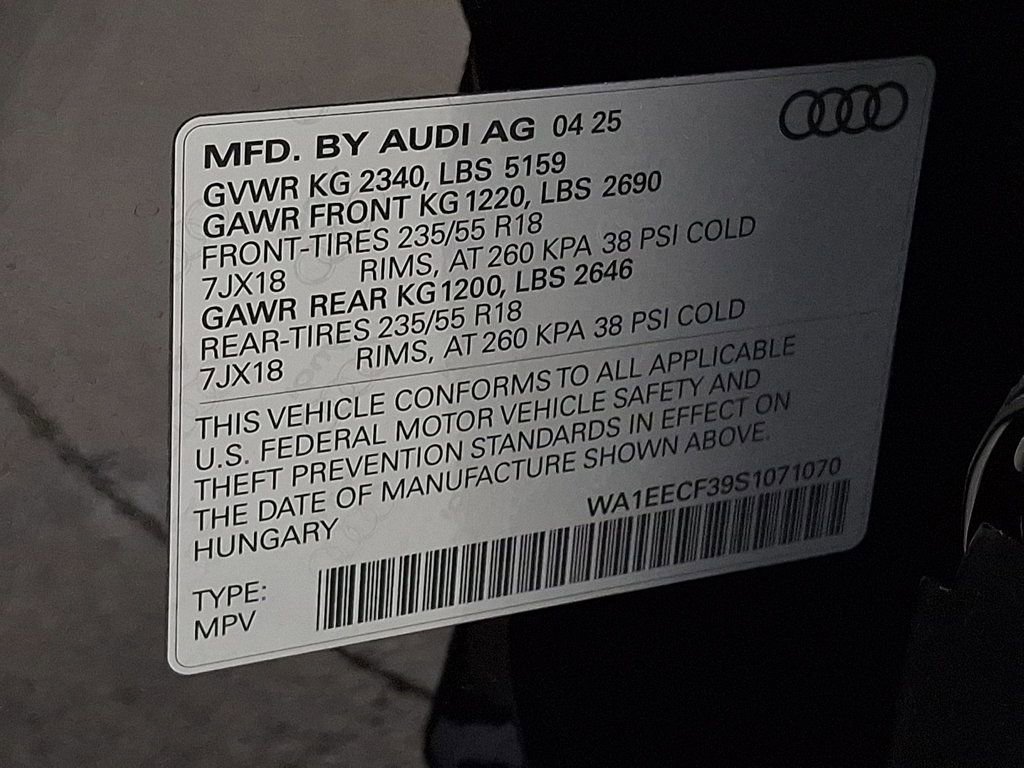 MFD. BY AUDI AG 04 25
GVWR KG 2340, LBS 5159
GAWR FRONT KG 1220, LBS 2690
FRONT-TIRES 235/55 R18
7JX18 RIMS, AT 260 KPA 38 PSI COLD
GAWR REAR KG 1200, LBS 2646
REAR-TIRES 235/55 R18
7JX18 RIMS, AT 260 KPA 38 PSI COLD
THIS VEHICLE CONFORMS TO ALL APPLICABLE
U.S. FEDERAL MOTOR VEHICLE SAFETY AND
THEFT PREVENTION STANDARDS IN EFFECT ON
THE DATE OF MANUFACTURE SHOWN ABOVE.
HUNGARY
WA1EECF39S1071070
TYPE:
MPV